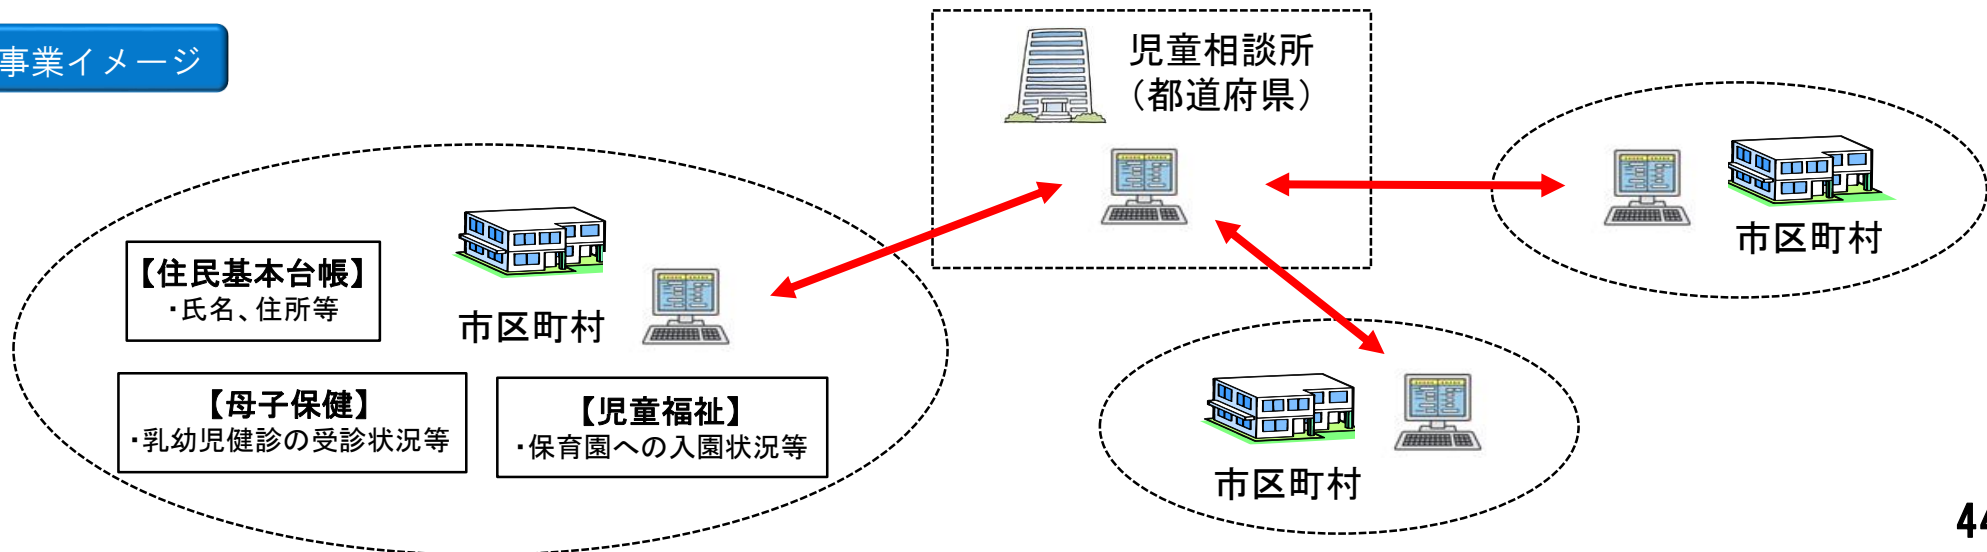 事業イメージ
児童相談所
（都道府県）
市区町村
【住民基本台帳】
・氏名、住所等
市区町村
【母子保健】
・乳幼児健診の受診状況等
【児童福祉】
・保育園への入園状況等
市区町村
44